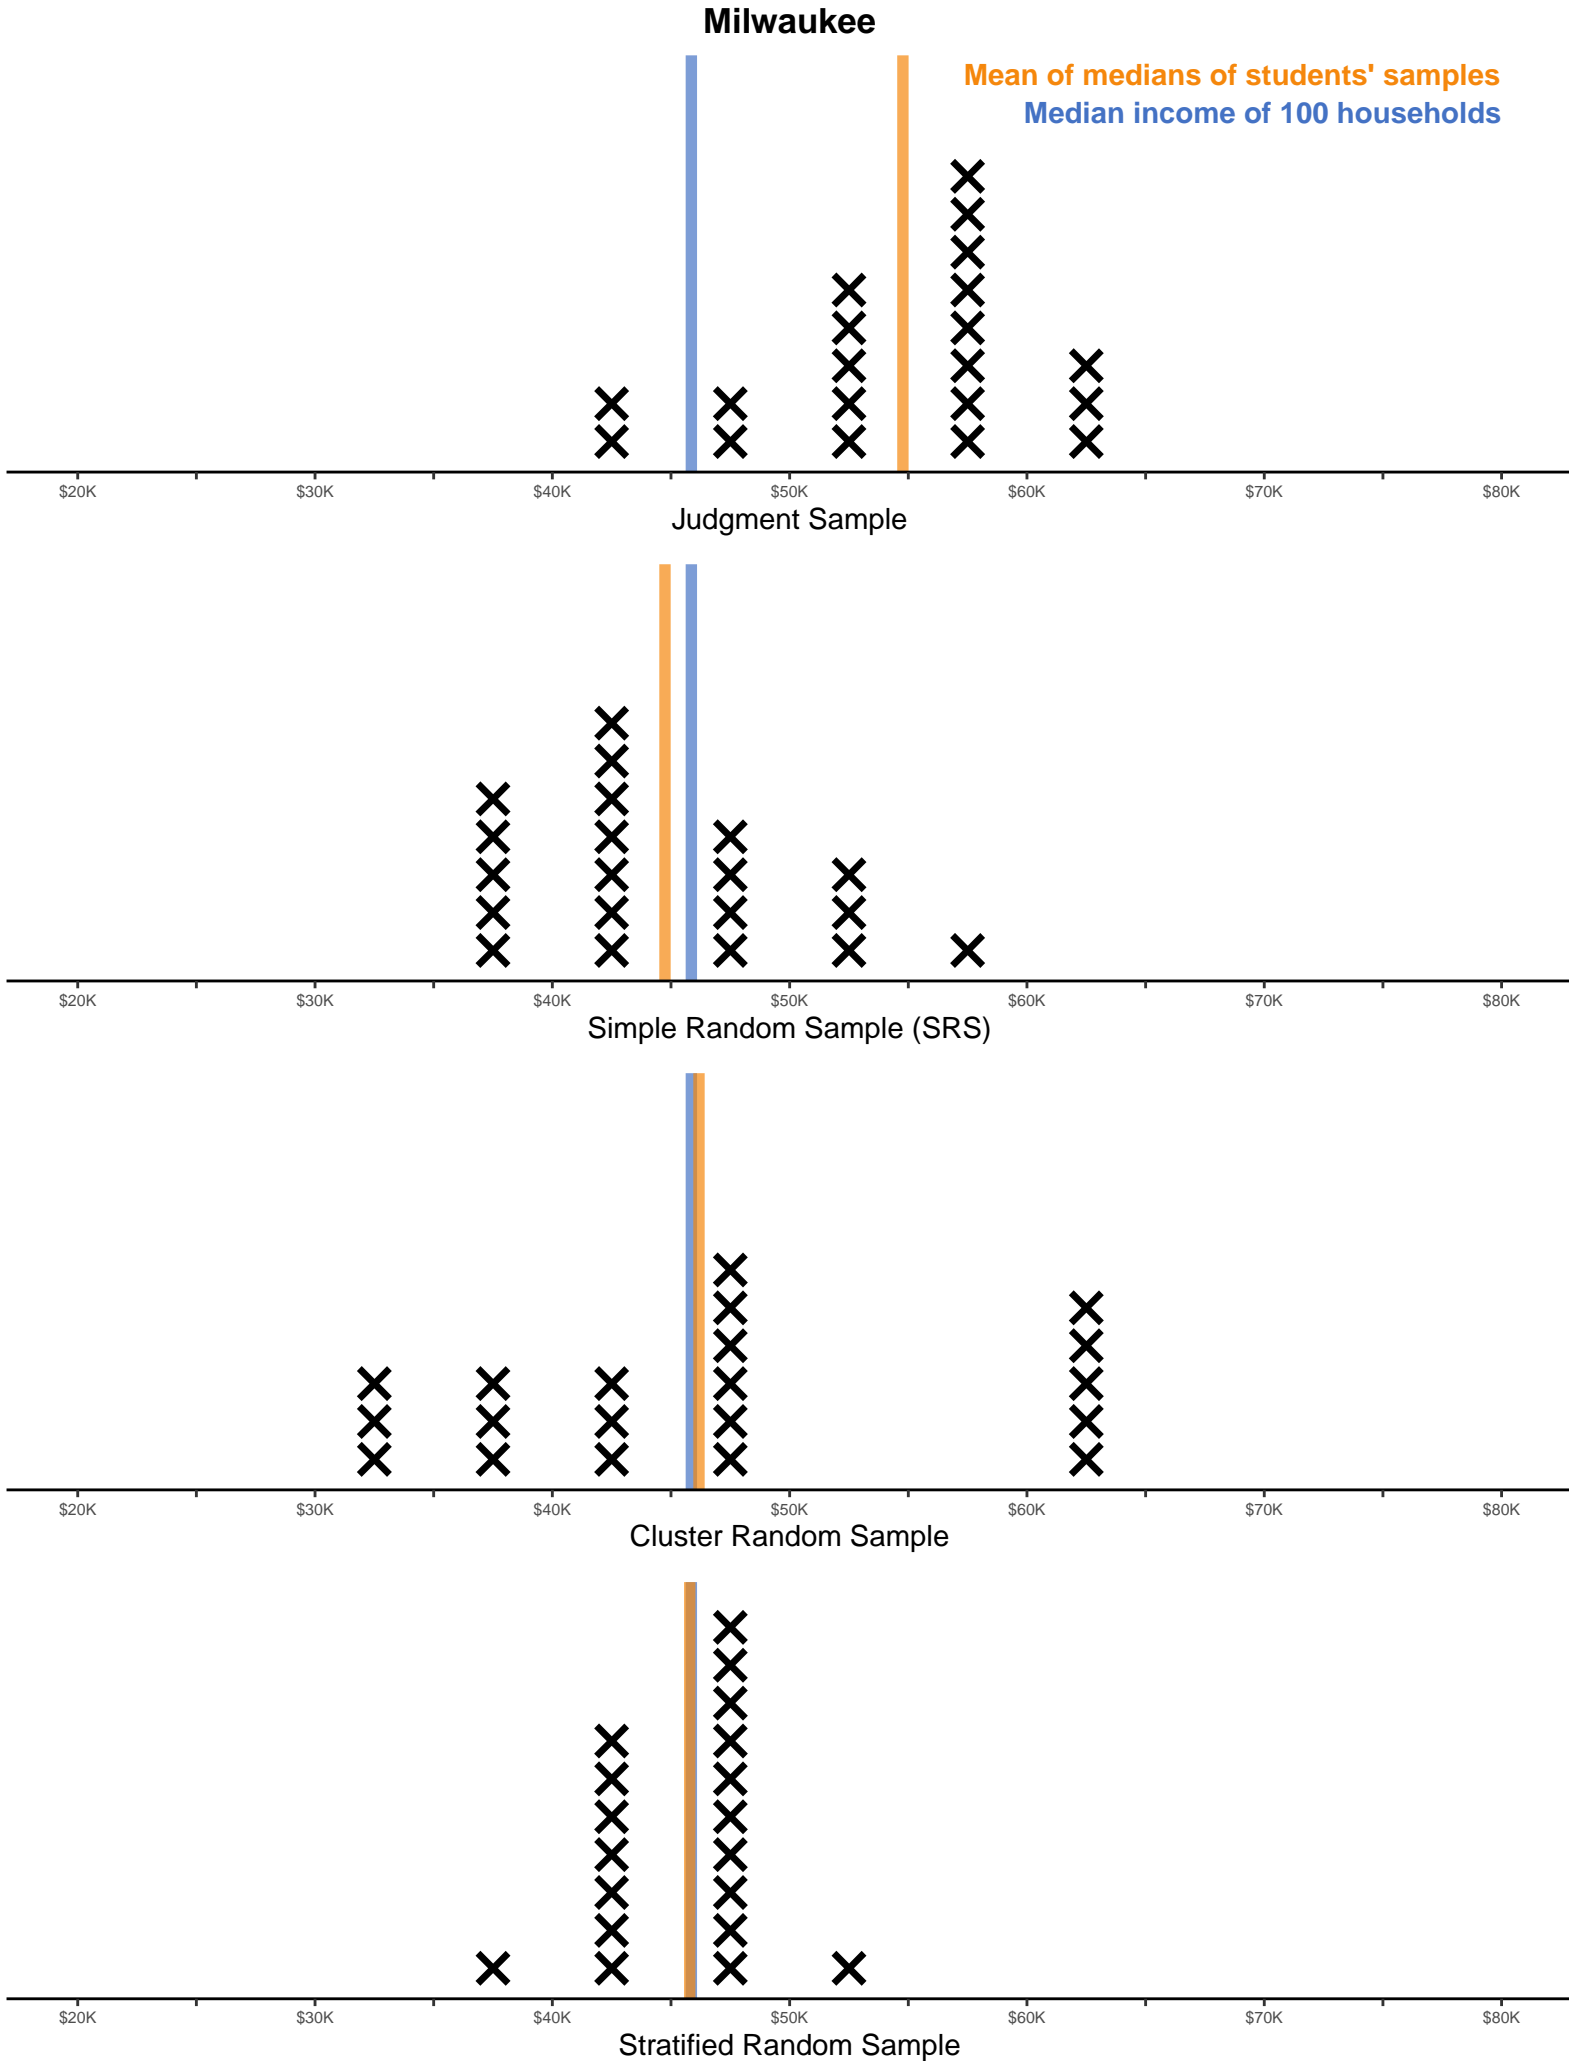 Milwaukee
Mean of medians of students' samples
Median income of 100 households
$20K $30K $40K $50K $60K $70K $80K
Judgment Sample
$20K $30K $40K $50K $60K $70K $80K
Simple Random Sample (SRS)
$20K $30K $40K $50K $60K $70K $80K
Cluster Random Sample
$20K $30K $40K $50K $60K $70K $80K
Stratified Random Sample